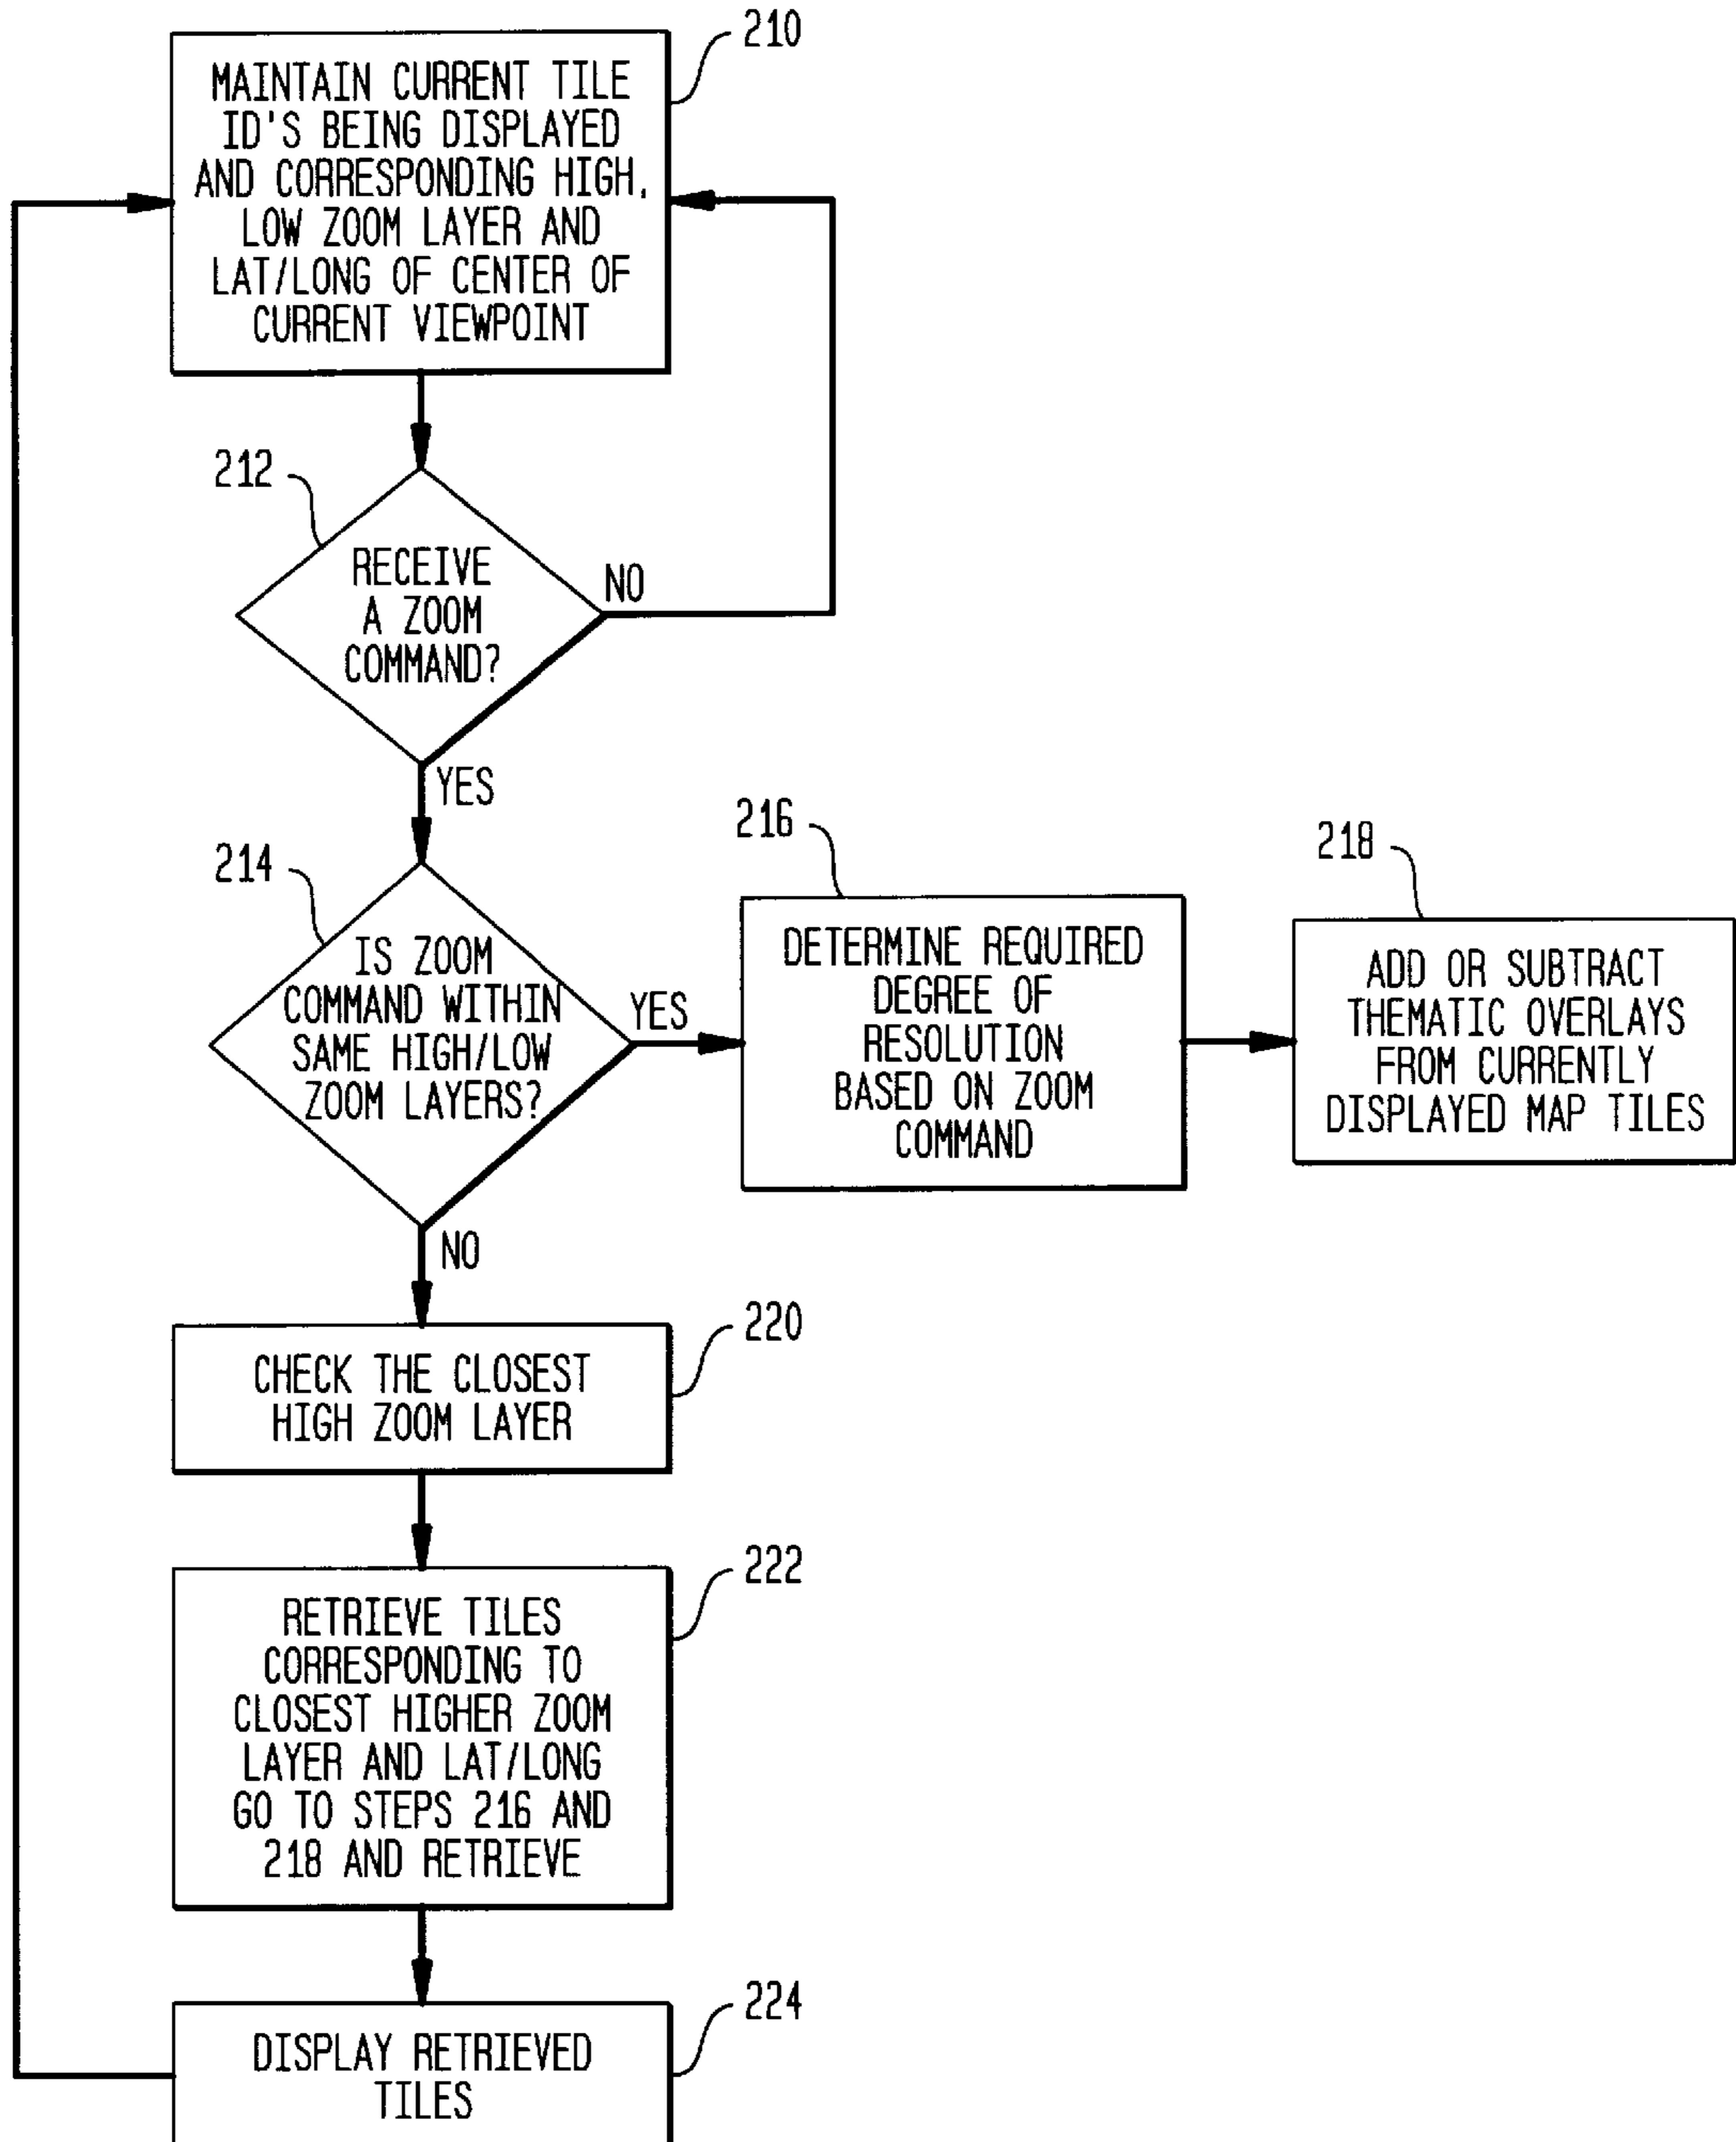 210
MAINTAIN CURRENT TILE
ID'S BEING DISPLAYED
AND CORRESPONDING HIGH,
LOW ZOOM LAYER AND
LAT/LONG OF CENTER OF
CURRENT VIEWPOINT
212
RECEIVE
A ZOOM
COMMAND?
NO
YES
214
IS ZOOM
COMMAND WITHIN
SAME HIGH/LOW
ZOOM LAYERS?
YES
NO
216
DETERMINE REQUIRED
DEGREE OF
RESOLUTION
BASED ON ZOOM
COMMAND
218
ADD OR SUBTRACT
THEMATIC OVERLAYS
FROM CURRENTLY
DISPLAYED MAP TILES
220
CHECK THE CLOSEST
HIGH ZOOM LAYER
222
RETRIEVE TILES
CORRESPONDING TO
CLOSEST HIGHER ZOOM
LAYER AND LAT/LONG
GO TO STEPS 216 AND
218 AND RETRIEVE
224
DISPLAY RETRIEVED
TILES